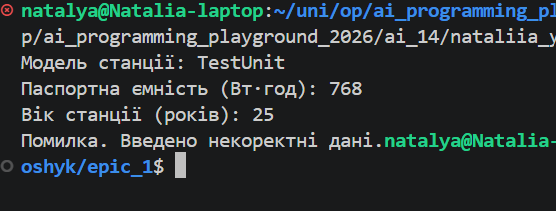 natalya@Natalia-laptop:~/uni/op/ai_programming_pl
p/ai_programming_playground_2026/ai_14/nataliia_y
Модель станції: TestUnit
Паспортна ємність (Вт·год): 768
Вік станції (років): 25
Помилка. Введено некоректні дані.natalya@Natalia-
oshyk/epic_1$